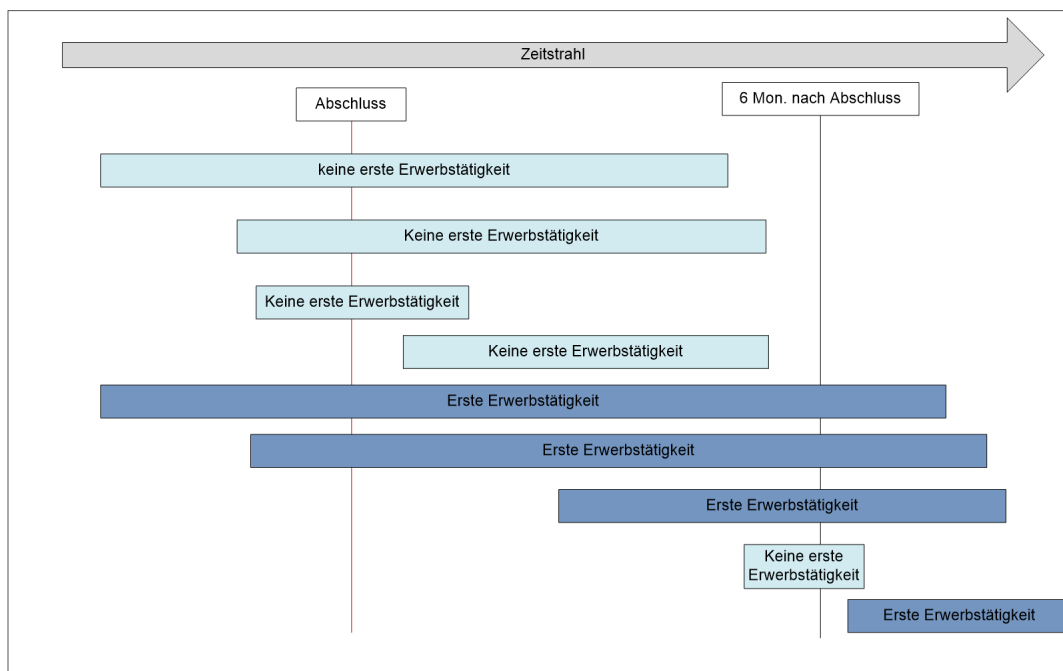 Zeitstrahl
Abschluss
6 Mon. nach Abschluss
keine erste Erwerbstätigkeit
Keine erste Erwerbstätigkeit
Keine erste Erwerbstätigkeit
Keine erste Erwerbstätigkeit
Erste Erwerbstätigkeit
Erste Erwerbstätigkeit
Erste Erwerbstätigkeit
Keine erste
Erwerbstätigkeit
Erste Erwerbstätigkeit